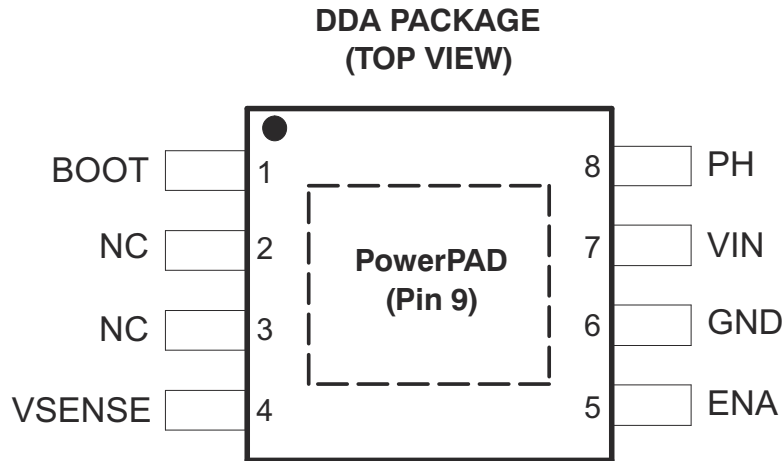 DDA PACKAGE
(TOP VIEW)
BOOT 1 8 PH
NC 2 7 VIN
PowerPAD
(Pin 9)
NC 3 6 GND
VSENSE 4 5 ENA